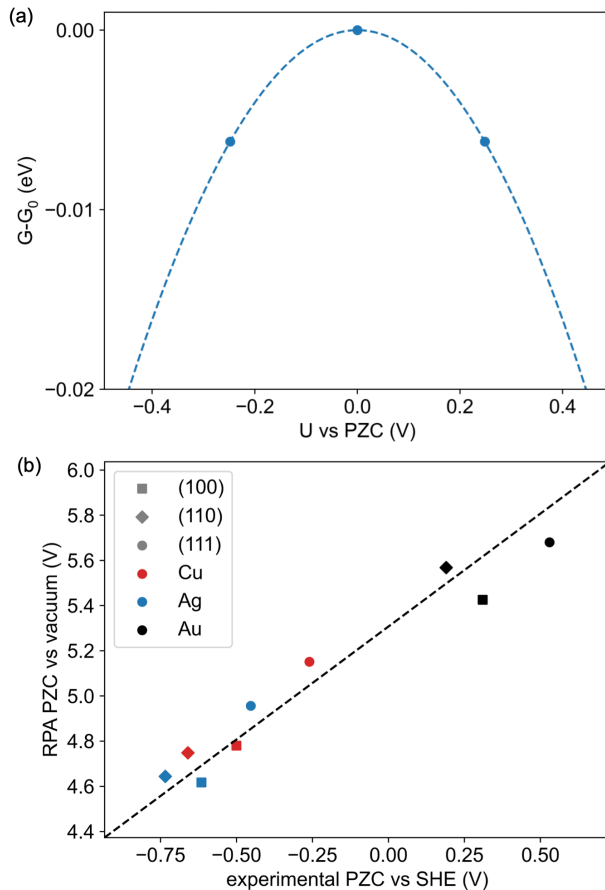 (a)
0.00
−0.01
−0.02
G-G₀ (eV)
−0.4
−0.2
0.0
0.2
0.4
U vs PZC (V)
(b)
6.0
5.8
5.6
5.4
5.2
5.0
4.8
4.6
4.4
RPA PZC vs vacuum (V)
(100)
(110)
(111)
Cu
Ag
Au
−0.75
−0.50
−0.25
0.00
0.25
0.50
experimental PZC vs SHE (V)